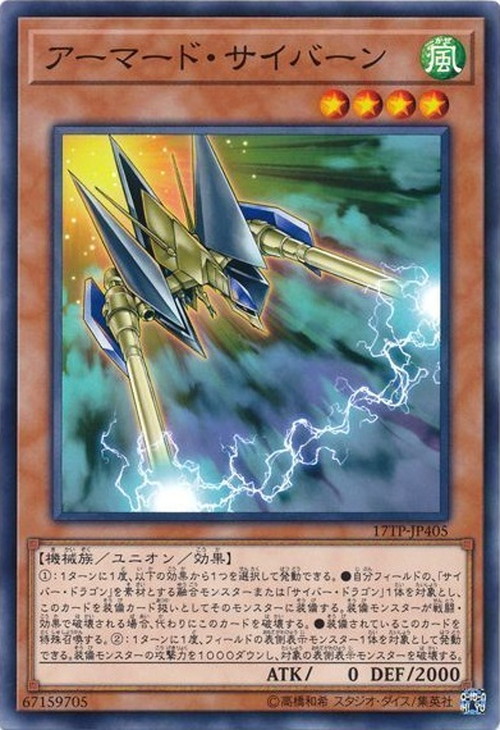 アーマード・サイバーン
風
17TP-JP405
【機械族／ユニオン／効果】
①：1ターンに1度、以下の効果から1つを選択して発動できる。●自分フィールドの、「サイ
バー・ドラゴン」を素材とする融合モンスターまたは「サイバー・ドラゴン」1体を対象とし、
このカードを装備カード扱いとしてそのモンスターに装備する。装備モンスターが戦闘・
効果で破壊される場合、代わりにこのカードを破壊する。●装備されているこのカードを
特殊召喚する。②：1ターンに1度、フィールドの表側表示モンスター1体を対象として発動
できる。装備モンスターの攻撃力を1000ダウンし、対象の表側表示モンスターを破壊する。
ATK/ 0 DEF/2000
67159705
©高橋和希 スタジオ・ダイス/集英社